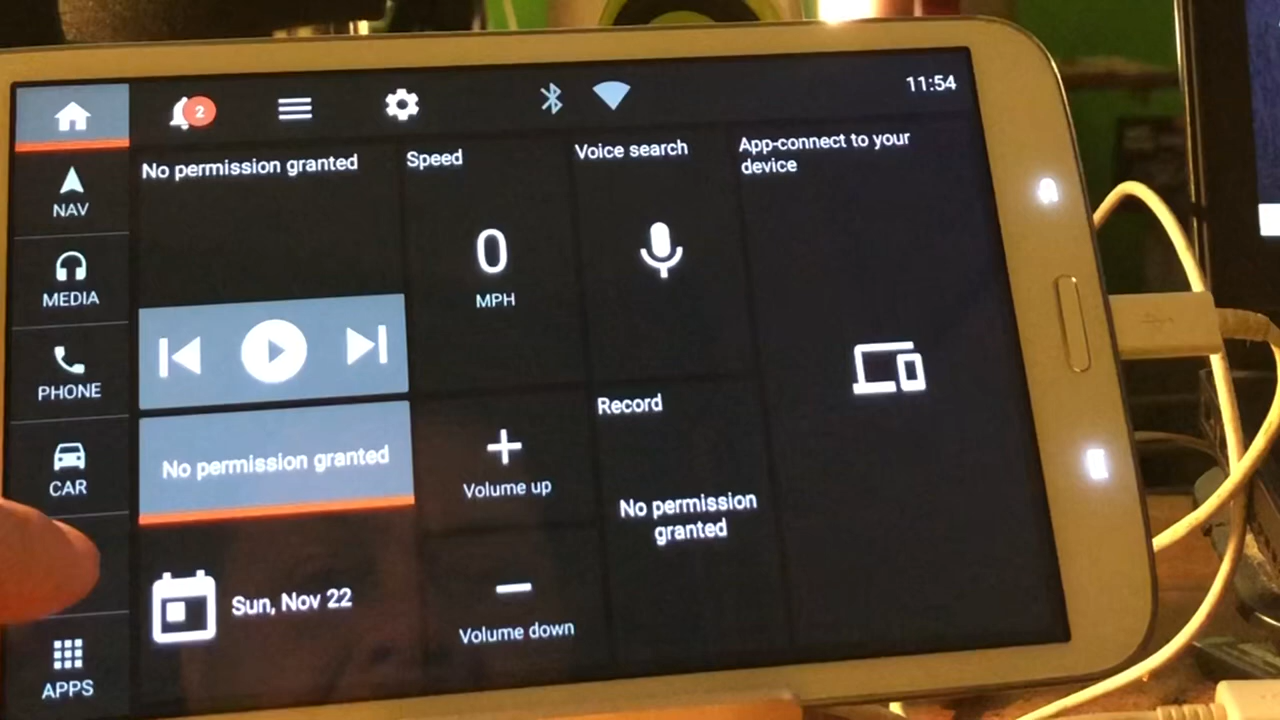 2
11:54
No permission granted
Speed
Voice search
App-connect to your
device
NAV
0
MPH
MEDIA
PHONE
Record
No permission granted
CAR
Volume up
No permission
granted
Sun, Nov 22
Volume down
APPS